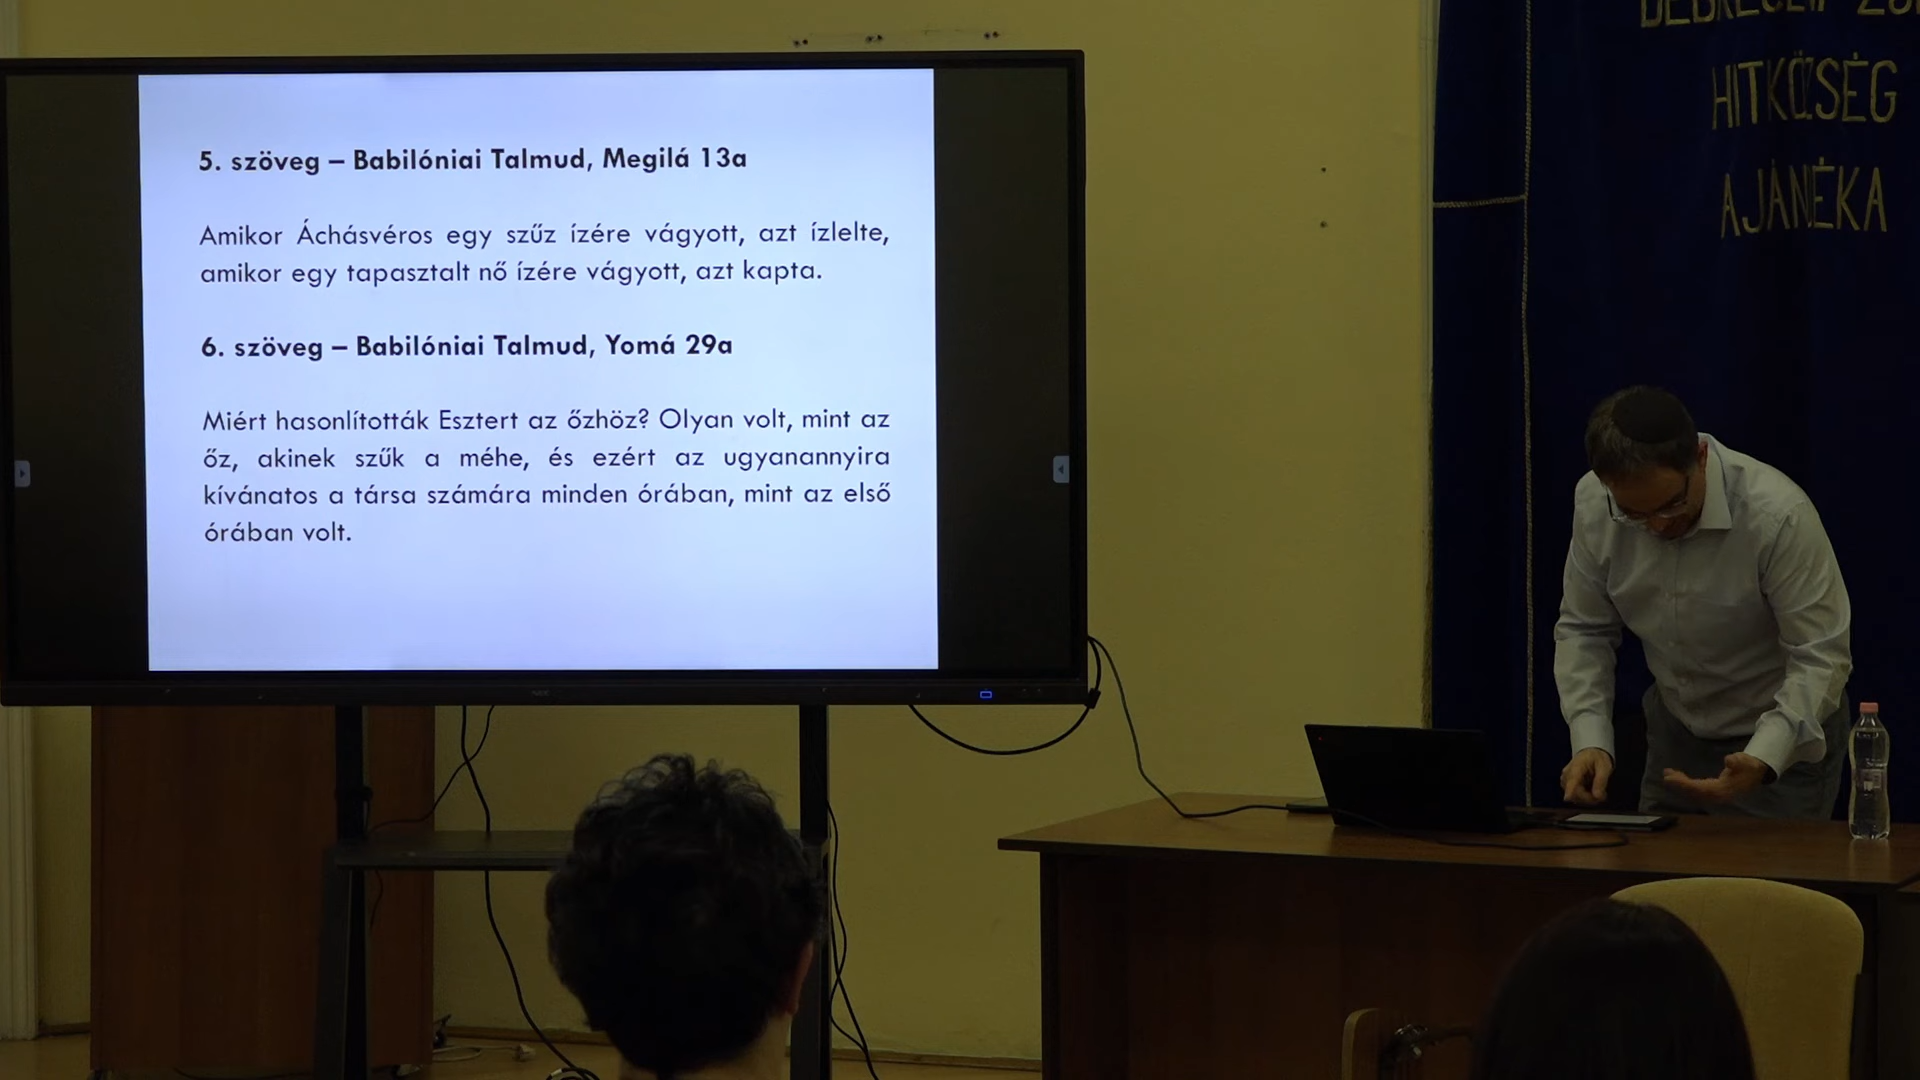 5. szöveg – Babilóniai Talmud, Megilá 13a
Amikor Áchásvéros egy szűz ízére vágyott, azt ízlelte,
amikor egy tapasztalt nő ízére vágyott, azt kapta.
6. szöveg – Babilóniai Talmud, Yomá 29a
Miért hasonlították Esztert az őzhöz? Olyan volt, mint az
őz, akinek szűk a méhe, és ezért az ugyanannyira
kívánatos a társa számára minden órában, mint az első
órában volt.
HITKÖZSÉG
AJÁNÉKA